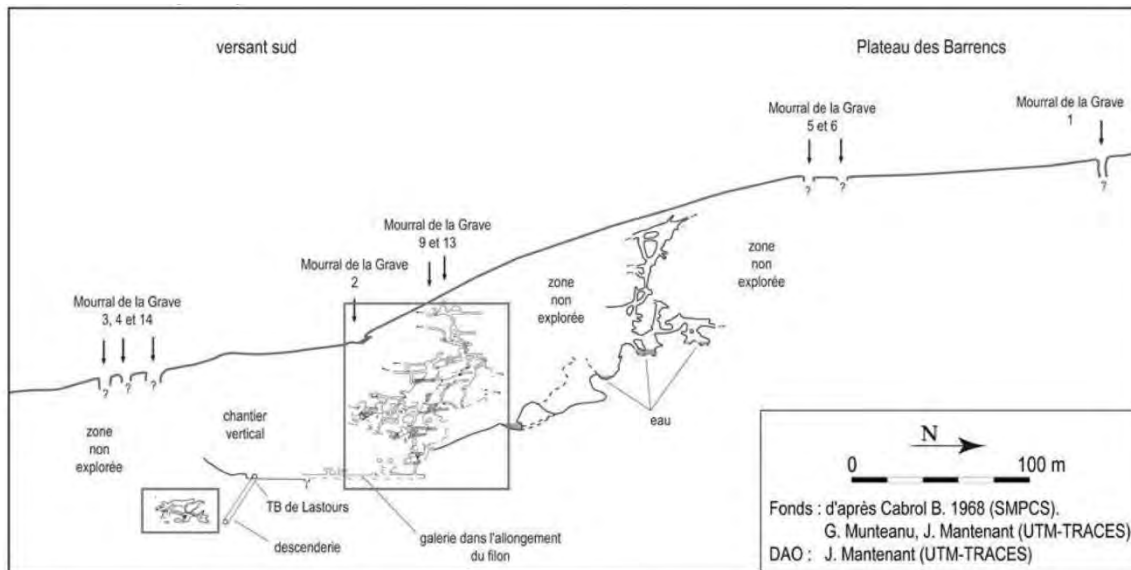 versant sud
Plateau des Barrencs
Mourral de la Grave
1
Mourral de la Grave
5 et 6
?
?
?
Mourral de la Grave
9 et 13
Mourral de la Grave
2
Mourral de la Grave
3, 4 et 14
?
?
?
zone
non
explorée
zone
non
explorée
zone
non
explorée
chantier
vertical
eau
TB de Lastours
descenderie
galerie dans l'allongement
du filon
N
0
100 m
Fonds : d'après Cabrol B. 1968 (SMPCS).
G. Munteanu, J. Mantenant (UTM-TRACES)
DAO : J. Mantenant (UTM-TRACES)